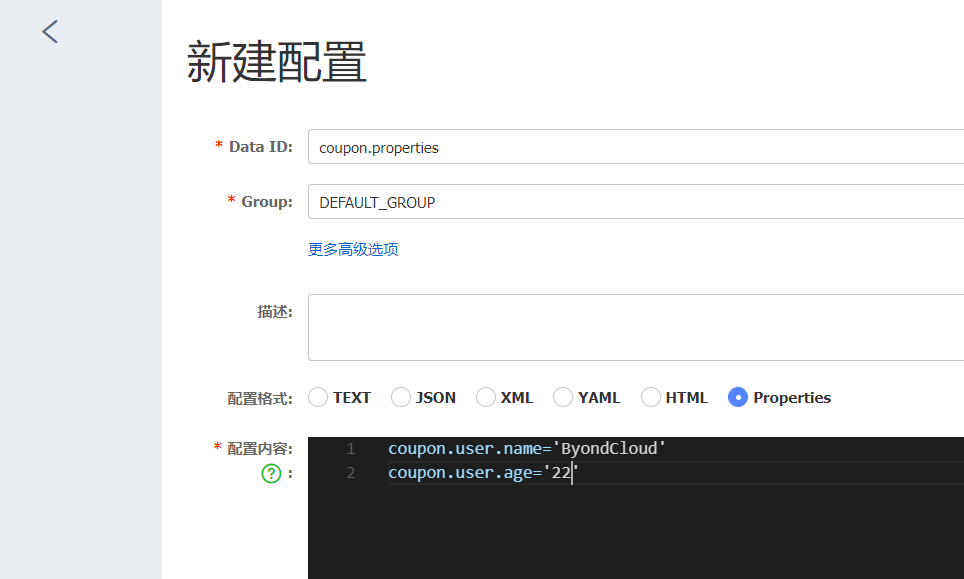 新建配置
* Data ID: coupon.properties
* Group: DEFAULT_GROUP
更多高级选项
描述:
配置格式: TEXT JSON XML YAML HTML Properties
* 配置内容: 1 coupon.user.name='ByondCloud'
? : 2 coupon.user.age='22'